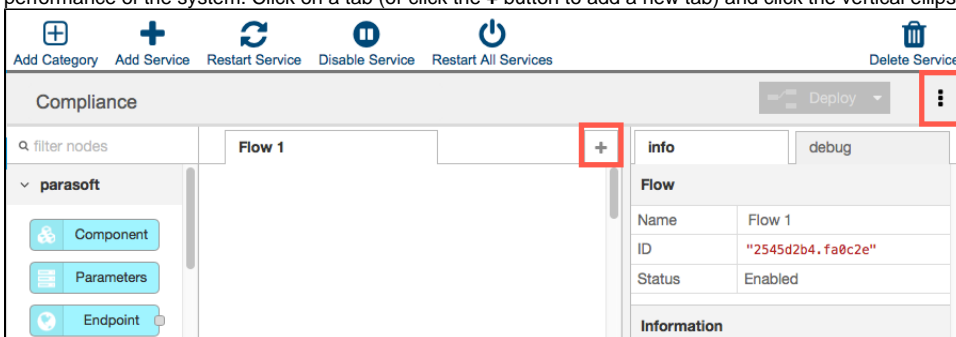 performance of the system. Click on a tab (or click the + button to add a new tab) and click the vertical ellips
Add Category Add Service Restart Service Disable Service Restart All Services Delete Service
Compliance Deploy
filter nodes Flow 1 + info debug
parasoft Flow
Name Flow 1
Component ID "2545d2b4.fa0c2e"
Parameters Status Enabled
Endpoint Information